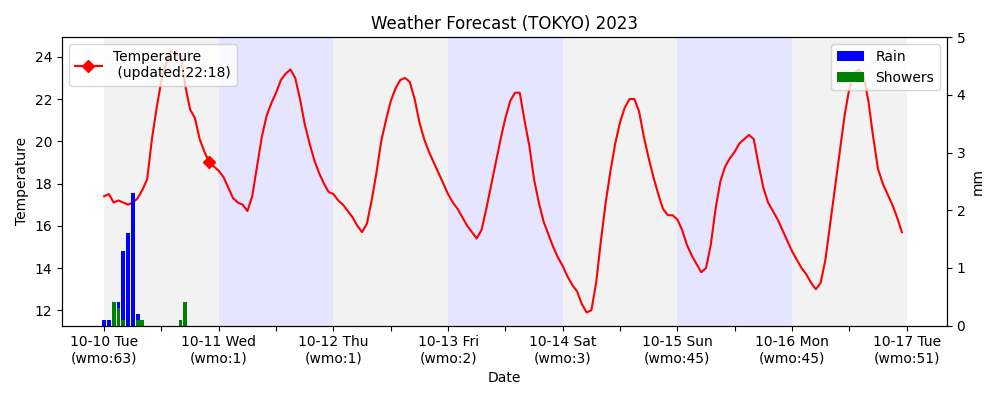 Weather Forecast (TOKYO) 2023
Temperature
(updated:22:18)
Rain
Showers
Temperature
24
22
20
18
16
14
12
5
4
3
2
1
0
mm
10-10 Tue
(wmo:63)
10-11 Wed
(wmo:1)
10-12 Thu
(wmo:1)
10-13 Fri
(wmo:2)
10-14 Sat
(wmo:3)
10-15 Sun
(wmo:45)
10-16 Mon
(wmo:45)
10-17 Tue
(wmo:51)
Date